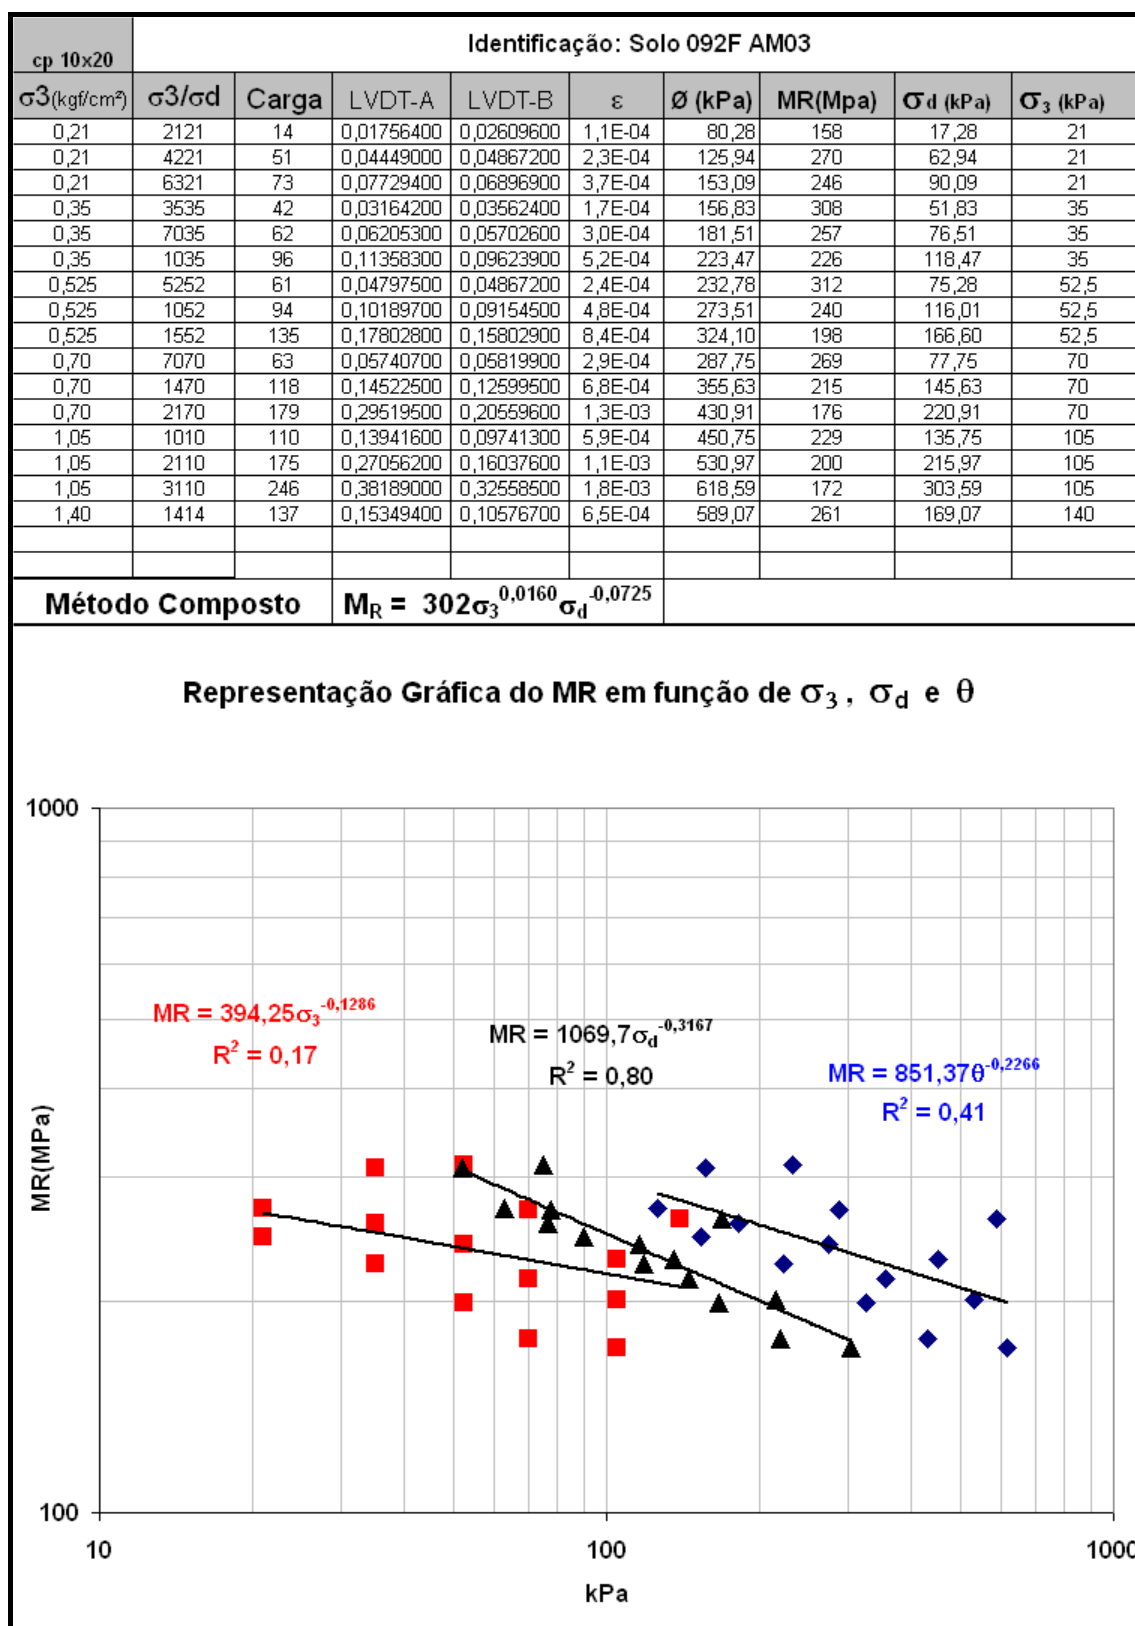 Identificação: Solo 092F AM03
cp 10x20
σ3(kgf/cm²) σ3/σd Carga LVDT-A LVDT-B ε Ø (kPa) MR(Mpa) σd (kPa) σ3 (kPa)
0,21 2121 14 0,01756400 0,02609600 1,1E-04 80,28 158 17,28 21
0,21 4221 51 0,04449000 0,04867200 2,3E-04 125,94 270 62,94 21
0,21 6321 73 0,07729400 0,06896900 3,7E-04 153,09 246 90,09 21
0,35 3535 42 0,03164200 0,03562400 1,7E-04 156,83 308 51,83 35
0,35 7035 62 0,06205300 0,05702600 3,0E-04 181,51 257 76,51 35
0,35 1035 96 0,11358300 0,09623900 5,2E-04 223,47 226 118,47 35
0,525 5252 61 0,04797500 0,04867200 2,4E-04 232,78 312 75,28 52,5
0,525 1052 94 0,10189700 0,09154500 4,8E-04 273,51 240 116,01 52,5
0,525 1552 135 0,17802800 0,15802900 8,4E-04 324,10 198 166,60 52,5
0,70 7070 63 0,05740700 0,05819900 2,9E-04 287,75 269 77,75 70
0,70 1470 118 0,14522500 0,12599500 6,8E-04 355,63 215 145,63 70
0,70 2170 179 0,29519500 0,20559600 1,3E-03 430,91 176 220,91 70
1,05 1010 110 0,13941600 0,09741300 5,9E-04 450,75 229 135,75 105
1,05 2110 175 0,27056200 0,16037600 1,1E-03 530,97 200 215,97 105
1,05 3110 246 0,38189000 0,32558500 1,8E-03 618,59 172 303,59 105
1,40 1414 137 0,15349400 0,10576700 6,5E-04 589,07 261 169,07 140
Método Composto M_R = 302σ₃^0,0160 σ_d^-0,0725
Representação Gráfica do MR em função de σ₃ , σ_d e θ
1000
MR = 394,25σ₃^-0,1286
R² = 0,17
MR = 1069,7σ_d^-0,3167
R² = 0,80
MR = 851,37θ^-0,2266
R² = 0,41
MR(MPa)
100
10 100 1000
kPa